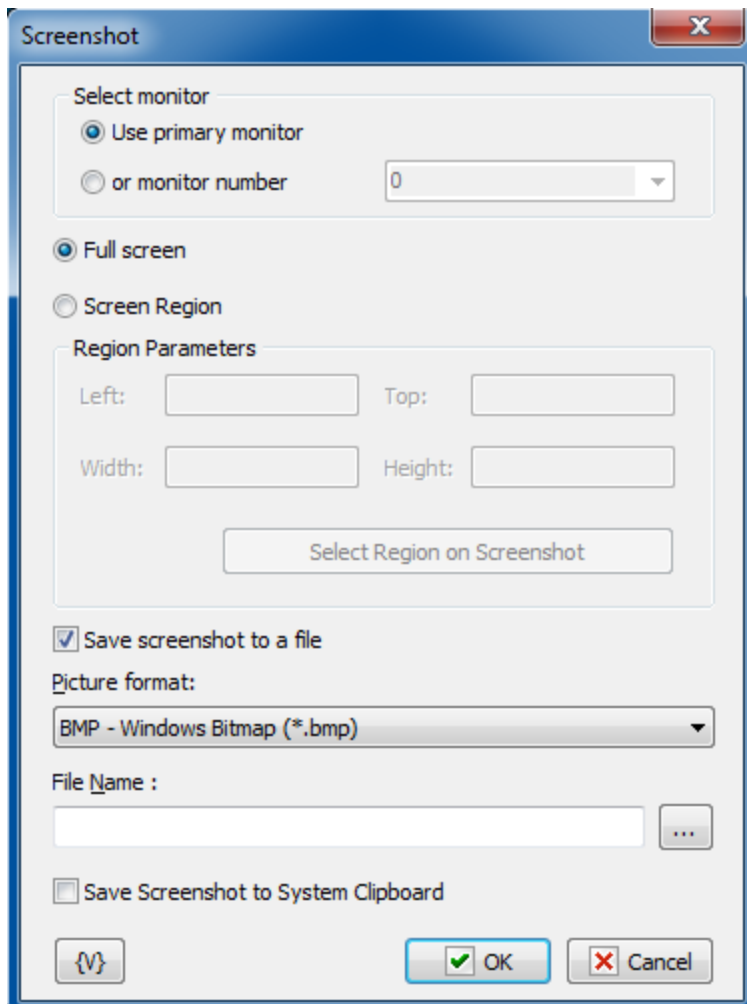 Screenshot
Select monitor
Use primary monitor
or monitor number 0
Full screen
Screen Region
Region Parameters
Left: Top:
Width: Height:
Select Region on Screenshot
Save screenshot to a file
Picture format:
BMP - Windows Bitmap (*.bmp)
File Name :
...
Save Screenshot to System Clipboard
{V} OK Cancel